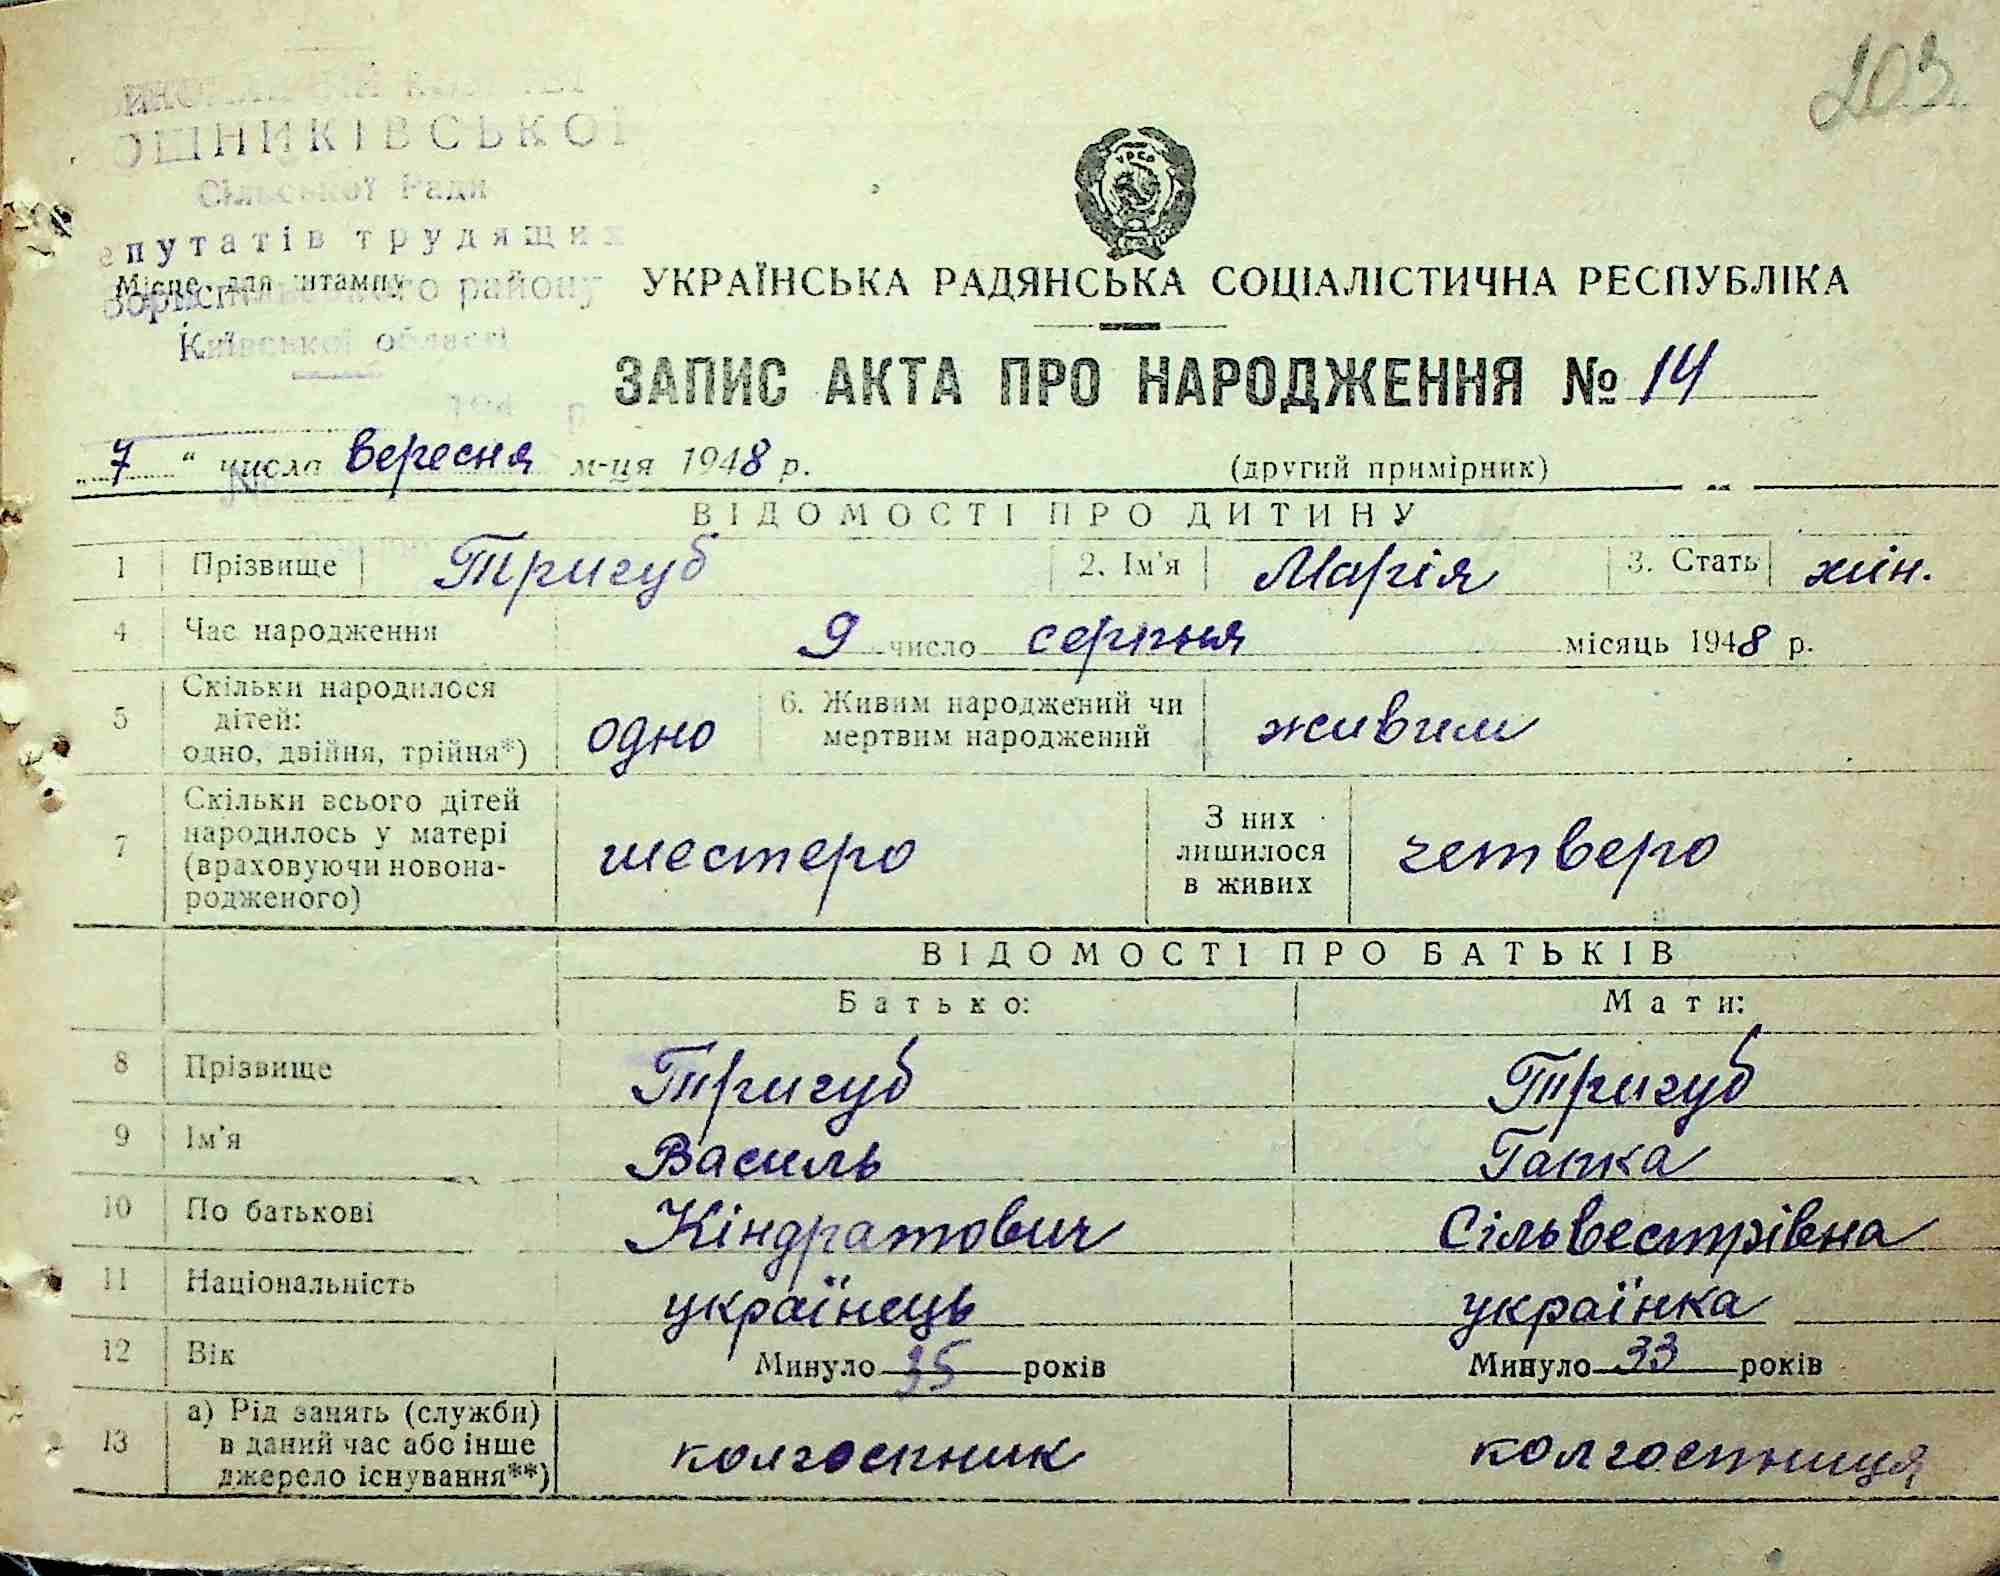 203
ОШНИКІВСЬКОЇ
Сільської Ради
епутатів трудящих
Місце для штампу
Бориспільського району
Київської області
УРСР
УКРАЇНСЬКА РАДЯНСЬКА СОЦІАЛІСТИЧНА РЕСПУБЛІКА
ЗАПИС АКТА ПРО НАРОДЖЕННЯ № 14
„7“ числа вересня м-ця 1948 р. (другий примірник)
ВІДОМОСТІ ПРО ДИТИНУ
1 Прізвище Тригуб 2. Ім'я Марія 3. Стать жін.
4 Час народження 9 число серпня місяць 1948 р.
5 Скільки народилося
дітей:
одно, двійня, трійня*) одно 6. Живим народжений чи
мертвим народжений живим
7 Скільки всього дітей
народилось у матері
(враховуючи новона-
родженого) шестеро З них
лишилося
в живих четверо
ВІДОМОСТІ ПРО БАТЬКІВ
Батько: Мати:
8 Прізвище Тригуб Тригуб
9 Ім'я Василь Гапка
10 По батькові Кіндратович Сільвестрівна
11 Національність українець українка
12 Вік Минуло 35 років Минуло 33 років
13 а) Рід занять (служби)
в даний час або інше
джерело існування**) колгоспник колгоспниця